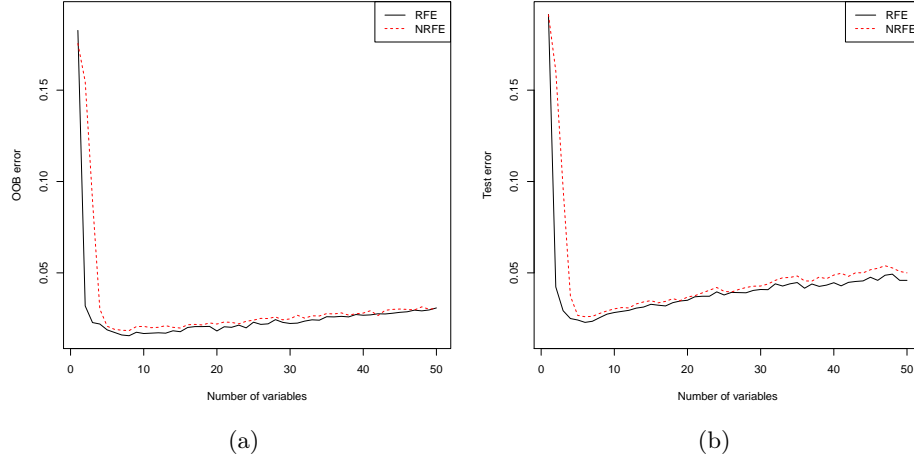 RFE
NRFE
OOB error
0.05
0.10
0.15
0
10
20
30
40
50
Number of variables
(a)
RFE
NRFE
Test error
0.05
0.10
0.15
0
10
20
30
40
50
Number of variables
(b)